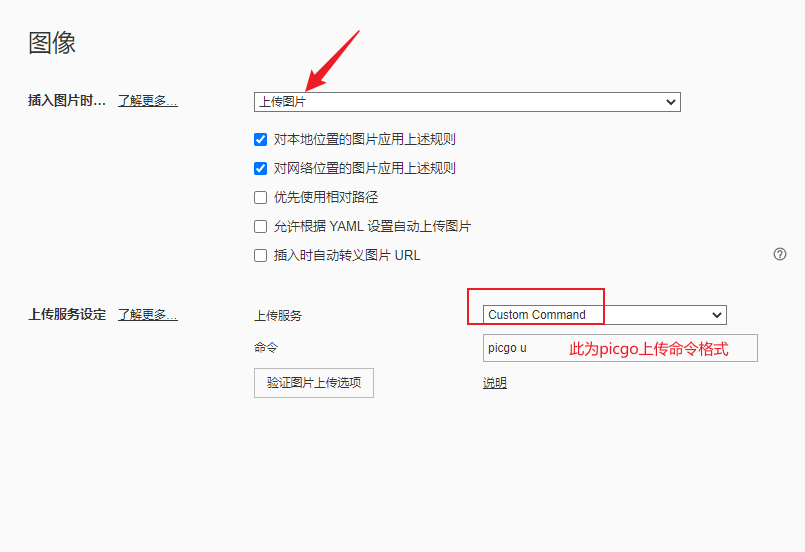 图像
插入图片时... 了解更多... 上传图片
对本地位置的图片应用上述规则
对网络位置的图片应用上述规则
优先使用相对路径
允许根据 YAML 设置自动上传图片
插入时自动转义图片 URL ?
上传服务设定 了解更多... 上传服务 Custom Command
命令 picgo u 此为picgo上传命令格式
验证图片上传选项 说明